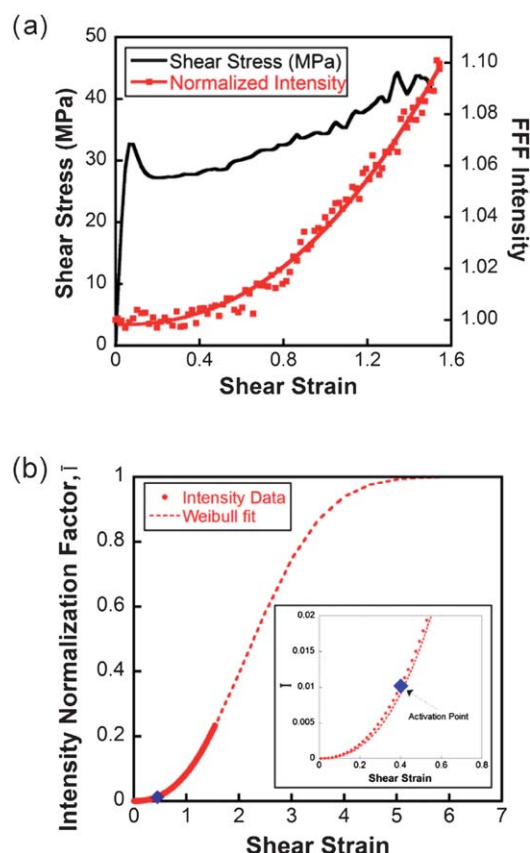 (a)
50
40
30
20
10
0
Shear Stress (MPa)
Shear Stress (MPa)
Normalized Intensity
1.10
1.08
1.06
1.04
1.02
1.00
FFF Intensity
0 0.4 0.8 1.2 1.6
Shear Strain
(b)
1
0.8
0.6
0.4
0.2
0
Intensity Normalization Factor, Ī
Intensity Data
Weibull fit
0.02
0.015
0.01
0.005
0
Ī
Activation Point
0 0.2 0.4 0.6 0.8
Shear Strain
0 1 2 3 4 5 6 7
Shear Strain